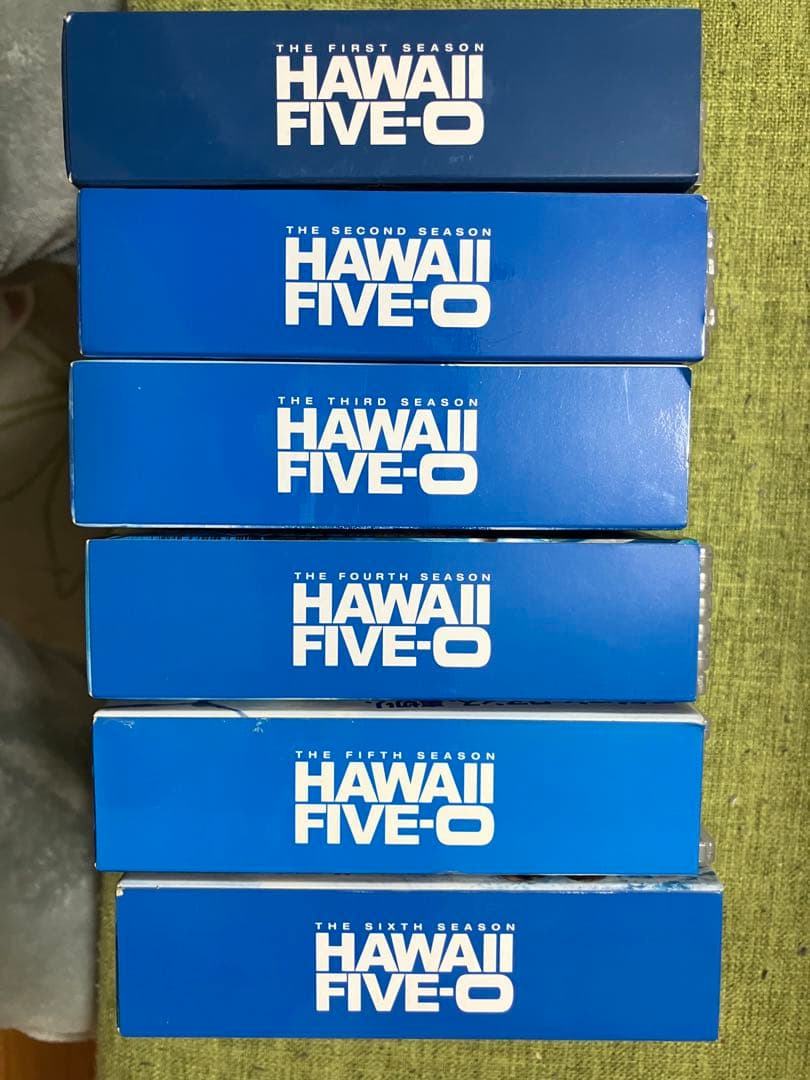 THE FIRST SEASON
HAWAII
FIVE-O
THE SECOND SEASON
HAWAII
FIVE-O
THE THIRD SEASON
HAWAII
FIVE-O
THE FOURTH SEASON
HAWAII
FIVE-O
THE FIFTH SEASON
HAWAII
FIVE-O
THE SIXTH SEASON
HAWAII
FIVE-O